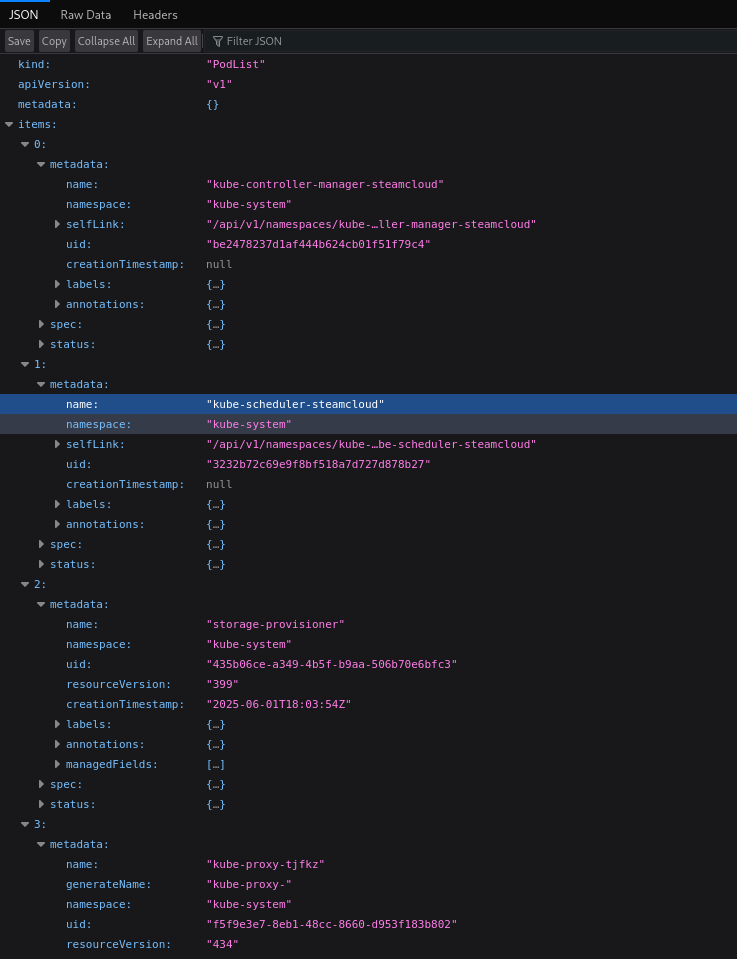 JSON Raw Data Headers
Save Copy Collapse All Expand All Filter JSON
kind: "PodList"
apiVersion: "v1"
metadata: {}
items:
0:
metadata:
name: "kube-controller-manager-steamcloud"
namespace: "kube-system"
selfLink: "/api/v1/namespaces/kube-…ller-manager-steamcloud"
uid: "be2478237d1af444b624cb01f51f79c4"
creationTimestamp: null
labels: {…}
annotations: {…}
spec: {…}
status: {…}
1:
metadata:
name: "kube-scheduler-steamcloud"
namespace: "kube-system"
selfLink: "/api/v1/namespaces/kube-…be-scheduler-steamcloud"
uid: "3232b72c69e9f8bf518a7d727d878b27"
creationTimestamp: null
labels: {…}
annotations: {…}
spec: {…}
status: {…}
2:
metadata:
name: "storage-provisioner"
namespace: "kube-system"
uid: "435b06ce-a349-4b5f-b9aa-506b70e6bfc3"
resourceVersion: "399"
creationTimestamp: "2025-06-01T18:03:54Z"
labels: {…}
annotations: {…}
managedFields: […]
spec: {…}
status: {…}
3:
metadata:
name: "kube-proxy-tjfkz"
generateName: "kube-proxy-"
namespace: "kube-system"
uid: "f5f9e3e7-8eb1-48cc-8660-d953f183b802"
resourceVersion: "434"